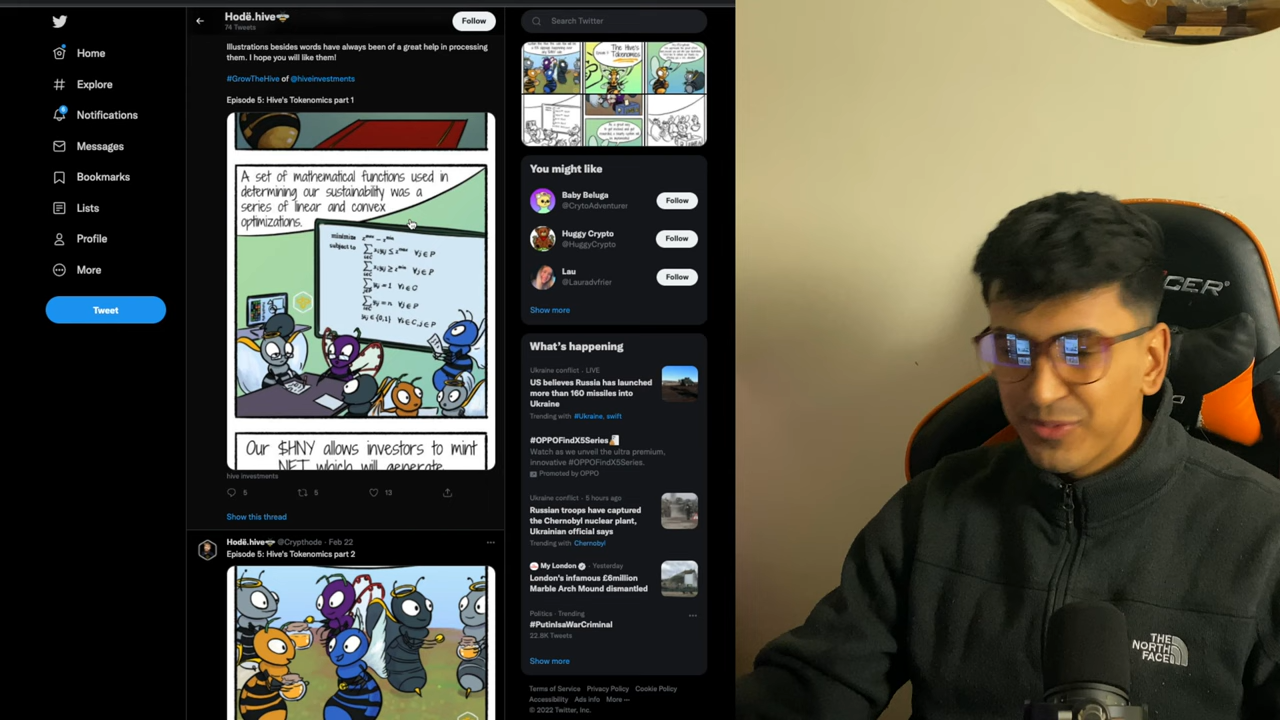 Hodë.hive
74 Tweets
Follow
Search Twitter
Home
Explore
Notifications
Messages
Bookmarks
Lists
Profile
More
Tweet
Illustrations besides words have always been of a great help in processing
them. I hope you will like them!
#GrowTheHive of @hiveinvestments
Episode 5: Hive's Tokenomics part 1
A set of mathematical functions used in
determining our sustainability was a
series of linear and convex
optimizations.
minimize
subject to
Our $HNY allows investors to mint
hive investments
5
5
13
Show this thread
Hodë.hive @Crypthode · Feb 22
Episode 5: Hive's Tokenomics part 2
The Hive's
Tokenomics
You might like
Baby Beluga
@CrytoAdventurer
Follow
Huggy Crypto
@HuggyCrypto
Follow
Lau
@Lauradvfrier
Follow
Show more
What's happening
Ukraine conflict · LIVE
US believes Russia has launched
more than 160 missiles into
Ukraine
Trending with #Ukraine, swift
#OPPOFindX5Series
Watch as we unveil the ultra premium,
innovative #OPPOFindX5Series.
Promoted by OPPO
Ukraine conflict · 5 hours ago
Russian troops have captured
the Chernobyl nuclear plant,
Ukrainian official says
Trending with Chernobyl
My London · Yesterday
London's infamous £6million
Marble Arch Mound dismantled
Politics · Trending
#PutinIsaWarCriminal
22.8K Tweets
Show more
Terms of Service Privacy Policy Cookie Policy
Accessibility Ads info More ···
© 2022 Twitter, Inc.
THE
NORTH
FACE